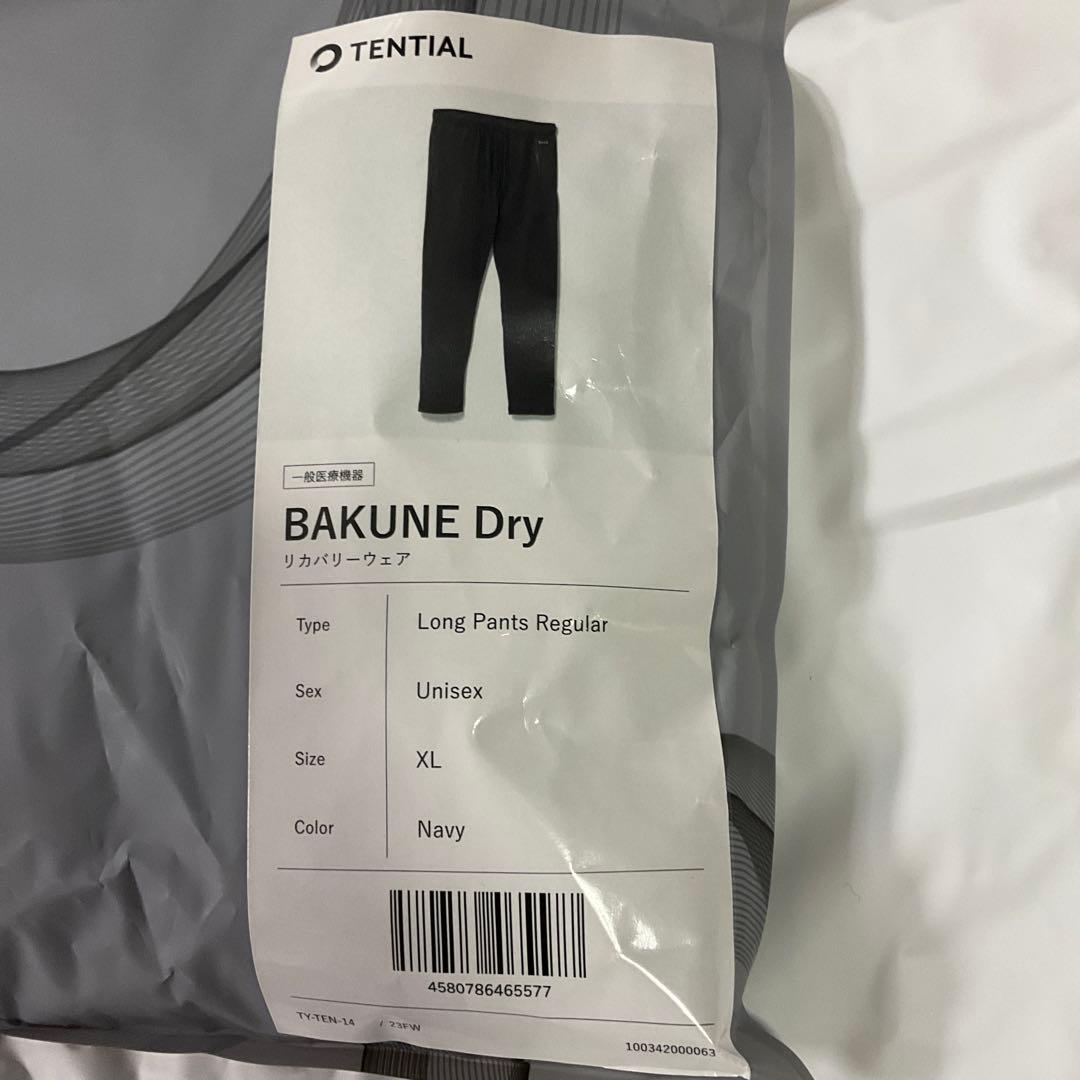 TENTIAL
一般医療機器
BAKUNE Dry
リカバリーウェア
Type Long Pants Regular
Sex Unisex
Size XL
Color Navy
4580786465577
TY-TEN-14 / 23FW
100342000063